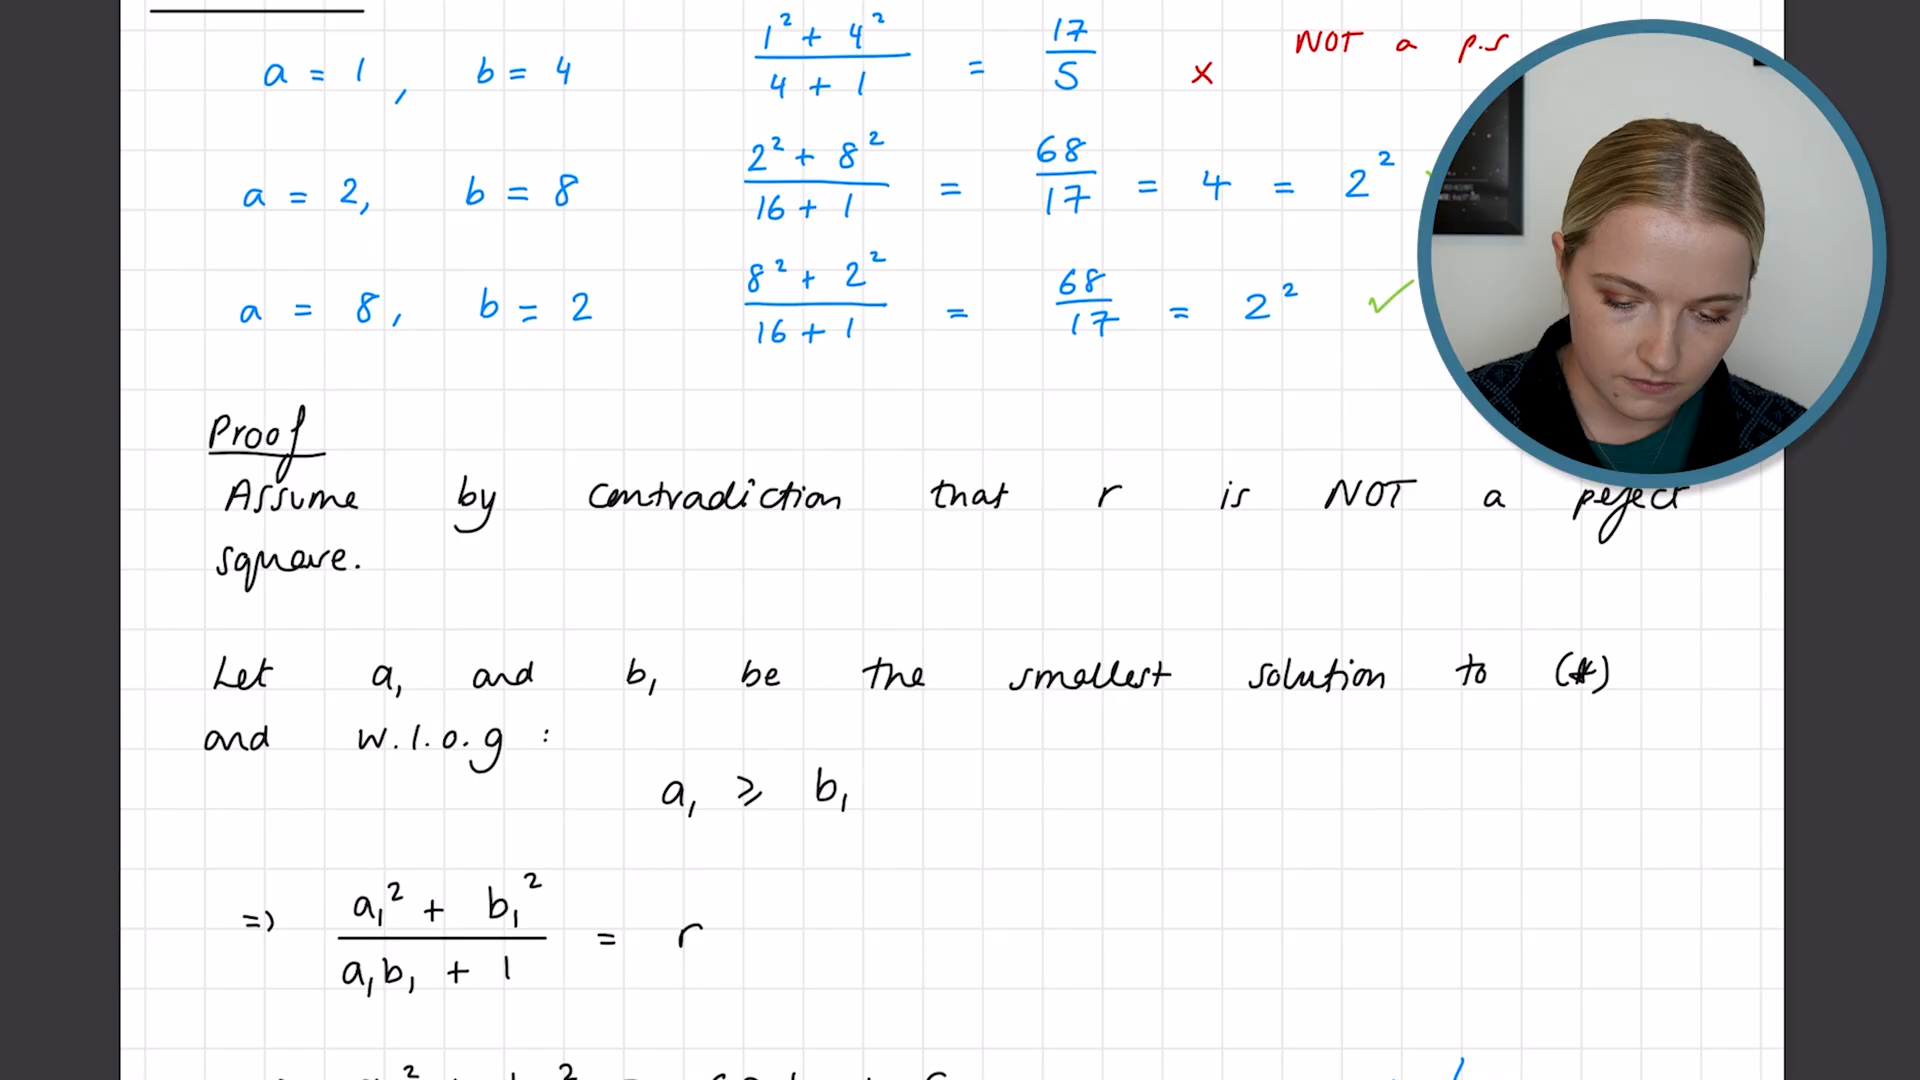 a = 1 , b = 4 (1² + 4²)/(4 + 1) = 17/5 × NOT a p.s
a = 2, b = 8 (2² + 8²)/(16 + 1) = 68/17 = 4 = 2²
a = 8, b = 2 (8² + 2²)/(16 + 1) = 68/17 = 2² ✓
Proof
Assume by contradiction that r is NOT a perfect
square.
Let a₁ and b₁ be the smallest solution to (*)
and w.l.o.g :
a₁ ⩾ b₁
=> (a₁² + b₁²)/(a₁b₁ + 1) = r